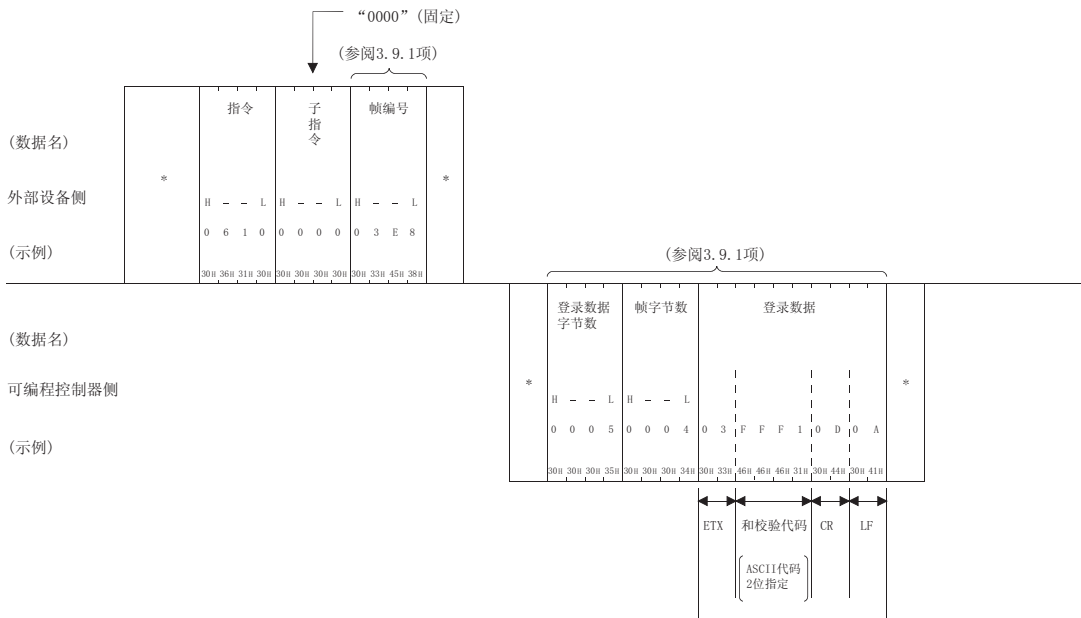 “0000”(固定)
(参阅3.9.1项)
指令
子
指
令
帧编号
(数据名)
*
*
外部设备侧
H － － L H － － L H － － L
0 6 1 0 0 0 0 0 0 3 E 8
(示例)
30H 36H 31H 30H 30H 30H 30H 30H 30H 33H 45H 38H
(参阅3.9.1项)
登录数据
字节数
帧字节数
登录数据
(数据名)
*
*
可编程控制器侧
H － － L H － － L
0 0 0 5 0 0 0 4 0 3 F F F 1 0 D 0 A
(示例)
30H 30H 30H 35H 30H 30H 30H 34H 30H 33H 46H 46H 46H 31H 30H 44H 30H 41H
ETX 和校验代码 CR LF
ASCII代码
2位指定